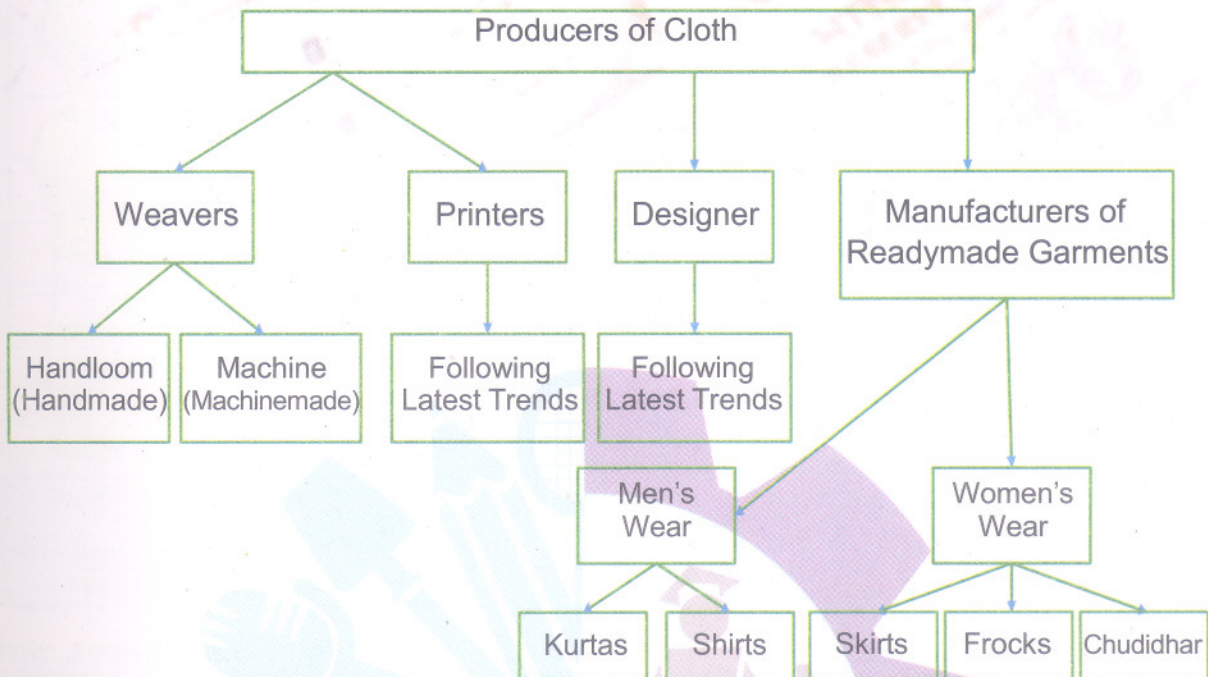 Producers of Cloth
Weavers
Printers
Designer
Manufacturers of
Readymade Garments
Handloom
(Handmade)
Machine
(Machinemade)
Following
Latest Trends
Following
Latest Trends
Men's
Wear
Women's
Wear
Kurtas
Shirts
Skirts
Frocks
Chudidhar